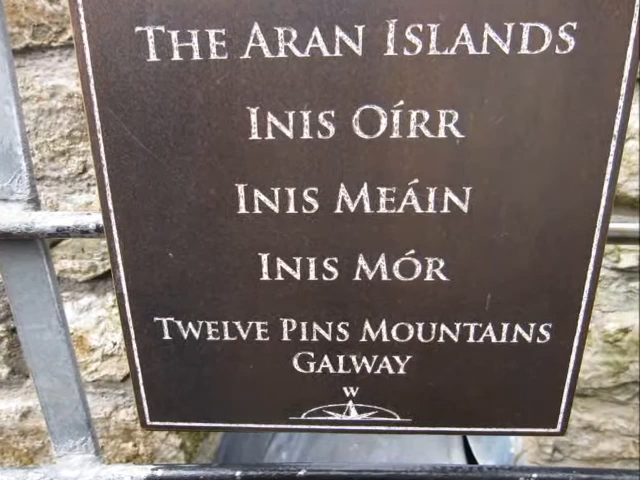 THE ARAN ISLANDS
INIS OÍRR
INIS MEÁIN
INIS MÓR
TWELVE PINS MOUNTAINS
GALWAY
W